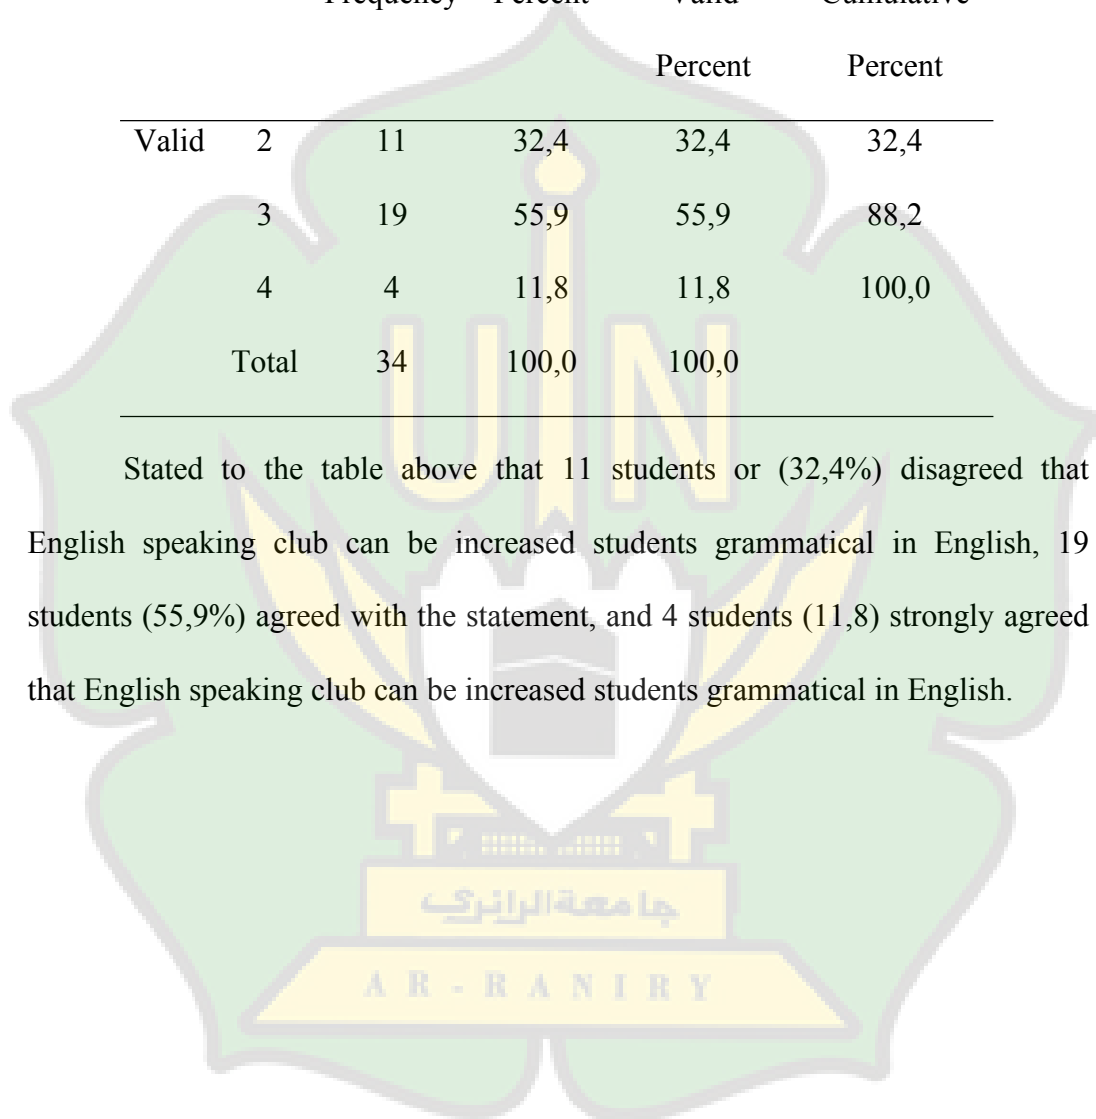 Frequency Percent Valid Cumulative
Percent Percent
Valid 2 11 32,4 32,4 32,4
3 19 55,9 55,9 88,2
4 4 11,8 11,8 100,0
Total 34 100,0 100,0
Stated to the table above that 11 students or (32,4%) disagreed that
English speaking club can be increased students grammatical in English, 19
students (55,9%) agreed with the statement, and 4 students (11,8) strongly agreed
that English speaking club can be increased students grammatical in English.
UIN
جامعة الرانري
AR-RANIRY